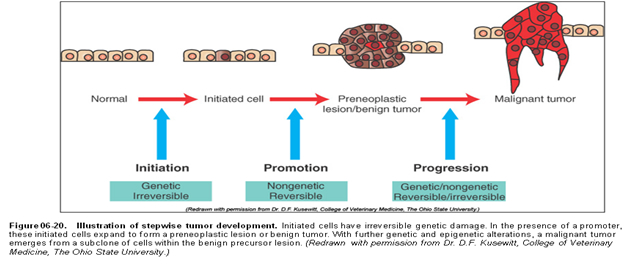 Normal
Initiated cell
Preneoplastic
lesion/benign tumor
Malignant tumor
Initiation
Promotion
Progression
Genetic
Irreversible
Nongenetic
Reversible
Genetic/nongenetic
Reversible/irreversible
(Redrawn with permission from Dr. D.F. Kusewitt, College of Veterinary Medicine, The Ohio State University.)
Figure 06-20. Illustration of stepwise tumor development. Initiated cells have irreversible genetic damage. In the presence of a promoter,
these initiated cells expand to form a preneoplastic lesion or benign tumor. With further genetic and epigenetic alterations, a malignant tumor
emerges from a subclone of cells within the benign precursor lesion. (Redrawn with permission from Dr. D.F. Kusewitt, College of Veterinary
Medicine, The Ohio State University.)